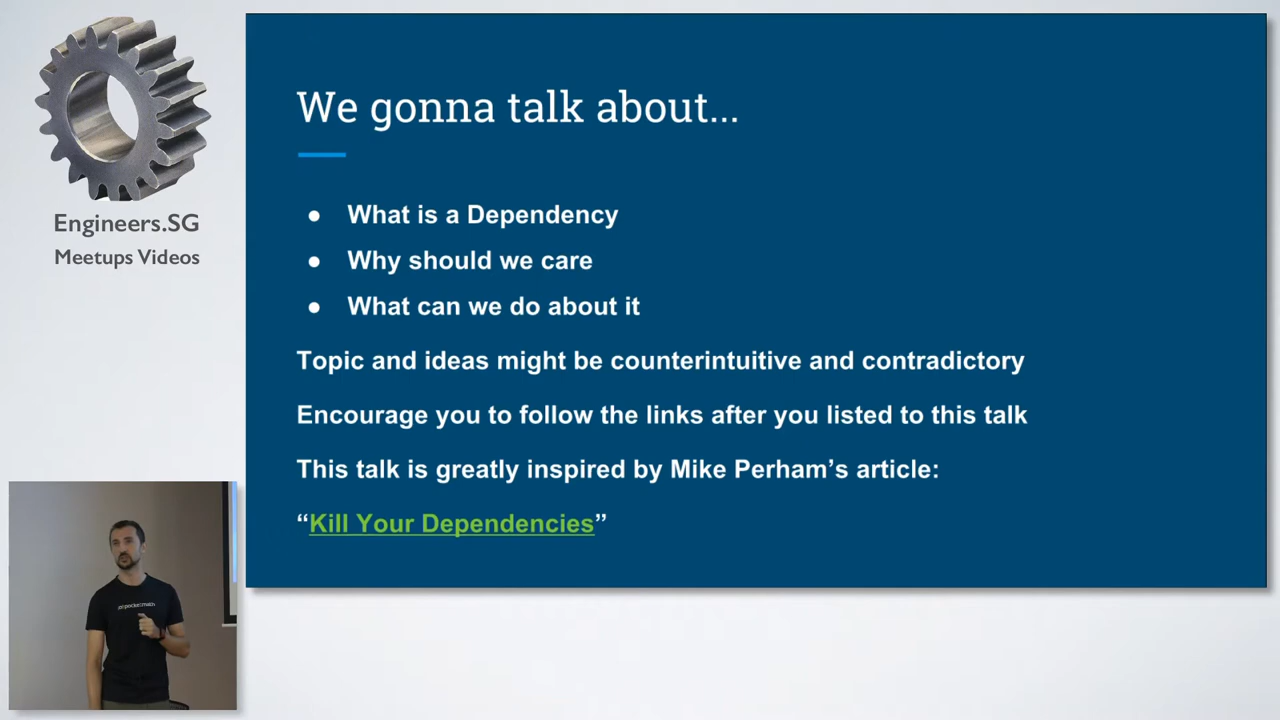 Engineers.SG
Meetups Videos
We gonna talk about...
● What is a Dependency
● Why should we care
● What can we do about it
Topic and ideas might be counterintuitive and contradictory
Encourage you to follow the links after you listed to this talk
This talk is greatly inspired by Mike Perham’s article:
“Kill Your Dependencies”
pocketmath